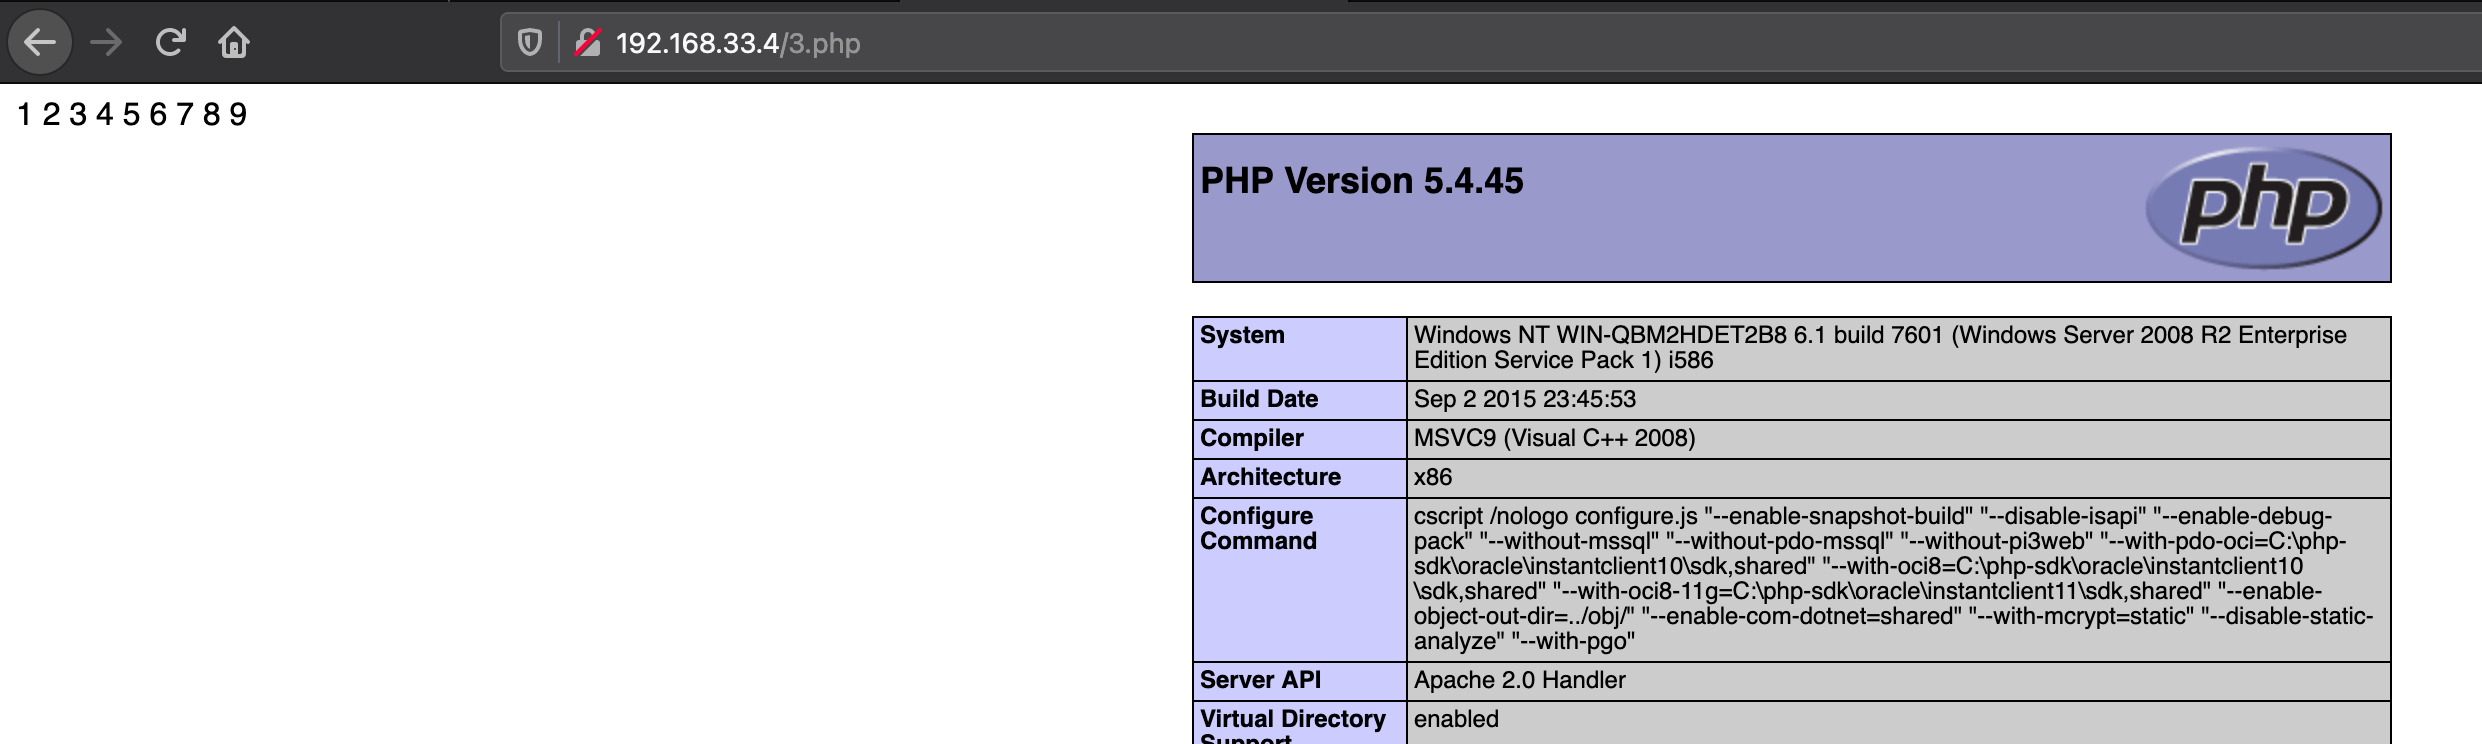 192.168.33.4/3.php
1 2 3 4 5 6 7 8 9
PHP Version 5.4.45
php
System
Windows NT WIN-QBM2HDET2B8 6.1 build 7601 (Windows Server 2008 R2 Enterprise
Edition Service Pack 1) i586
Build Date
Sep 2 2015 23:45:53
Compiler
MSVC9 (Visual C++ 2008)
Architecture
x86
Configure
Command
cscript /nologo configure.js "--enable-snapshot-build" "--disable-isapi" "--enable-debug-
pack" "--without-mssql" "--without-pdo-mssql" "--without-pi3web" "--with-pdo-oci=C:\php-
sdk\oracle\instantclient10\sdk,shared" "--with-oci8=C:\php-sdk\oracle\instantclient10
\sdk,shared" "--with-oci8-11g=C:\php-sdk\oracle\instantclient11\sdk,shared" "--enable-
object-out-dir=../obj/" "--enable-com-dotnet=shared" "--with-mcrypt=static" "--disable-static-
analyze" "--with-pgo"
Server API
Apache 2.0 Handler
Virtual Directory
Support
enabled